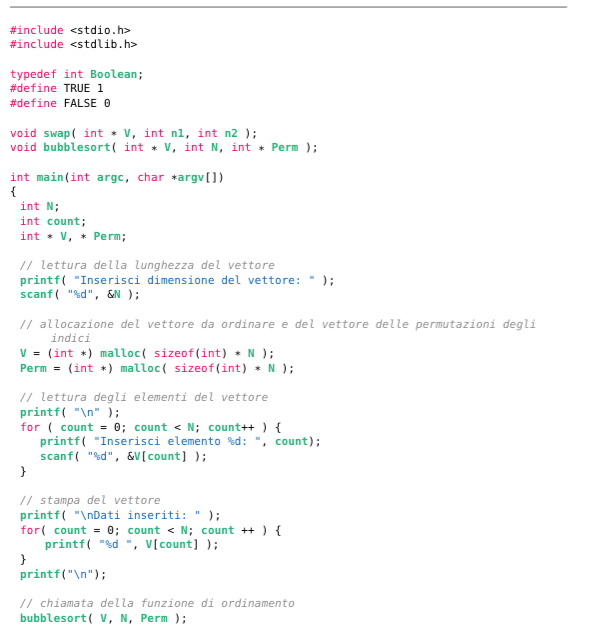 #include <stdio.h>
#include <stdlib.h>
typedef int Boolean;
#define TRUE 1
#define FALSE 0
void swap( int * V, int n1, int n2 );
void bubblesort( int * V, int N, int * Perm );
int main(int argc, char *argv[])
{
int N;
int count;
int * V, * Perm;
// lettura della lunghezza del vettore
printf( "Inserisci dimensione del vettore: " );
scanf( "%d", &N );
// allocazione del vettore da ordinare e del vettore delle permutazioni degli
indici
V = (int *) malloc( sizeof(int) * N );
Perm = (int *) malloc( sizeof(int) * N );
// lettura degli elementi del vettore
printf( "\n" );
for ( count = 0; count < N; count++ ) {
printf( "Inserisci elemento %d: ", count);
scanf( "%d", &V[count] );
}
// stampa del vettore
printf( "\nDati inseriti: " );
for( count = 0; count < N; count ++ ) {
printf( "%d ", V[count] );
}
printf("\n");
// chiamata della funzione di ordinamento
bubblesort( V, N, Perm );